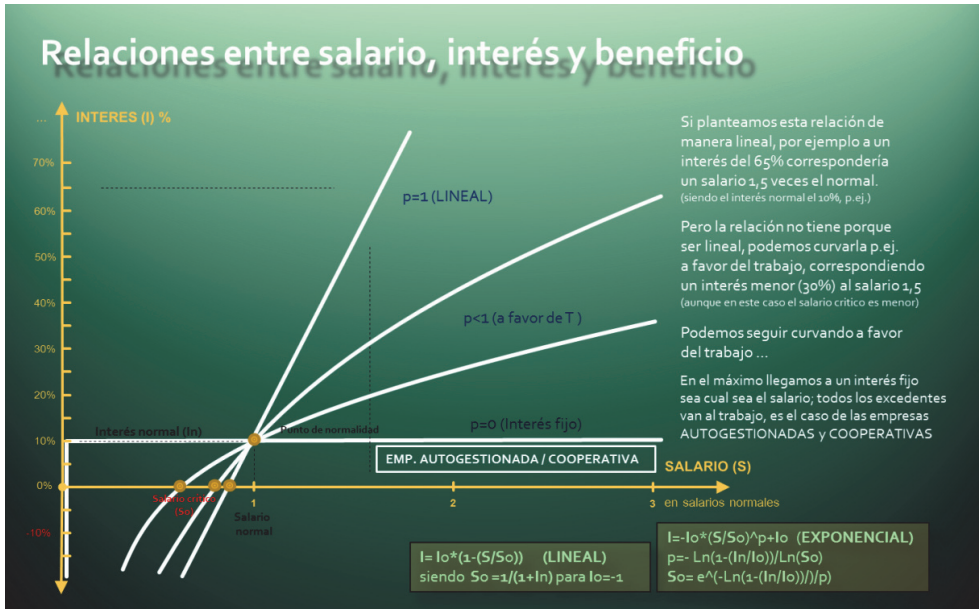 Relaciones entre salario, interés y beneficio
...
INTERES (I) %
70%
60%
50%
40%
30%
20%
10%
0%
-10%
p=1 (LINEAL)
p<1 (a favor de T )
p=0 (Interés fijo)
Interés normal (In)
Punto de normalidad
EMP. AUTOGESTIONADA / COOPERATIVA
SALARIO (S)
en salarios normales
1
2
3
Salario critico
(So)
Salario
normal
Si planteamos esta relación de
manera lineal, por ejemplo a un
interés del 65% correspondería
un salario 1,5 veces el normal.
(siendo el interés normal el 10%, p.ej.)
Pero la relación no tiene porque
ser lineal, podemos curvarla p.ej.
a favor del trabajo, correspondiendo
un interés menor (30%) al salario 1,5
(aunque en este caso el salario critico es menor)
Podemos seguir curvando a favor
del trabajo ...
En el máximo llegamos a un interés fijo
sea cual sea el salario; todos los excedentes
van al trabajo, es el caso de las empresas
AUTOGESTIONADAS y COOPERATIVAS
I= Io*(1-(S/So)) (LINEAL)
siendo So =1/(1+In) para Io=-1
I=-Io*(S/So)^p+Io (EXPONENCIAL)
p=- Ln(1-(In/Io))/Ln(So)
So= e^(-Ln(1-(In/Io))/)/p)